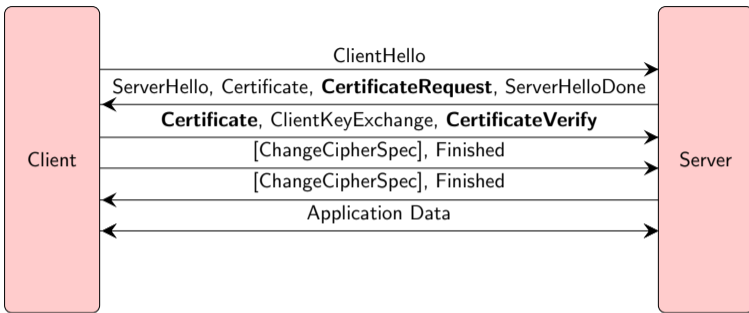 ClientHello
ServerHello, Certificate, CertificateRequest, ServerHelloDone
Certificate, ClientKeyExchange, CertificateVerify
[ChangeCipherSpec], Finished
Client
Server
[ChangeCipherSpec], Finished
Application Data